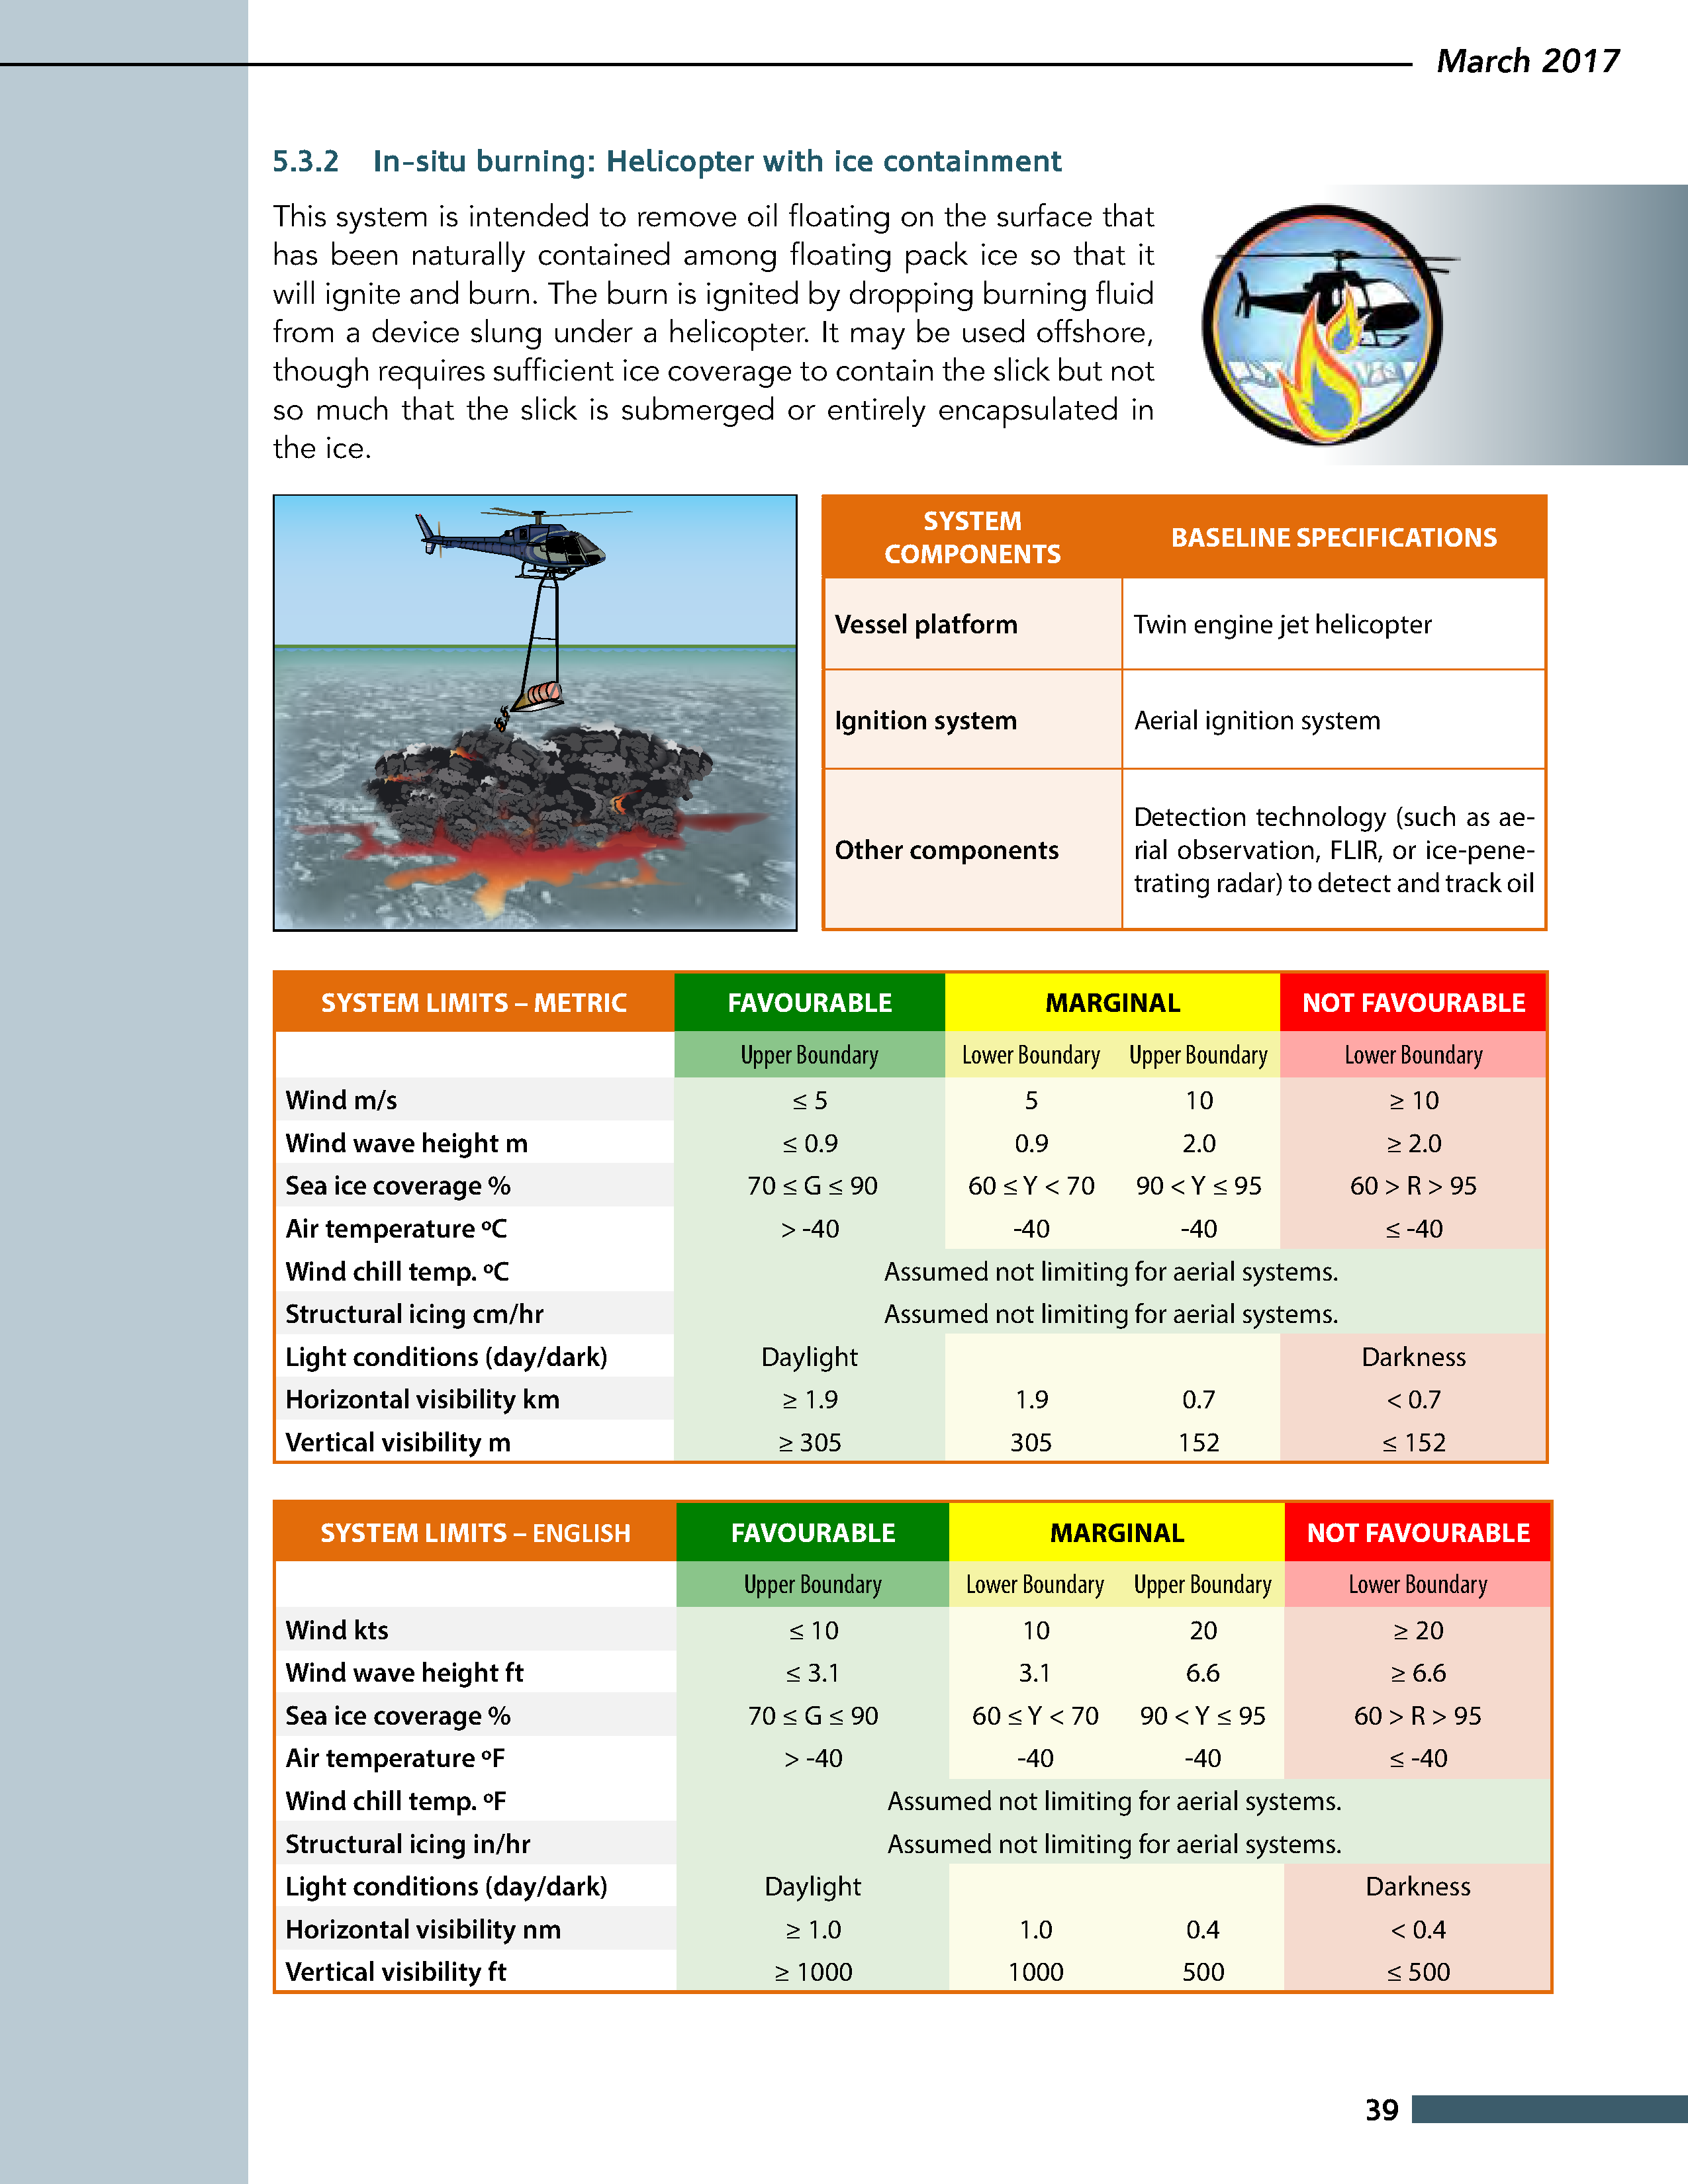 March 2017
5.3.2 In-situ burning: Helicopter with ice containment
This system is intended to remove oil floating on the surface that
has been naturally contained among floating pack ice so that it
will ignite and burn. The burn is ignited by dropping burning fluid
from a device slung under a helicopter. It may be used offshore,
though requires sufficient ice coverage to contain the slick but not
so much that the slick is submerged or entirely encapsulated in
the ice.
SYSTEM
COMPONENTS
BASELINE SPECIFICATIONS
Vessel platform
Twin engine jet helicopter
Ignition system
Aerial ignition system
Other components
Detection technology (such as ae-
rial observation, FLIR, or ice-pene-
trating radar) to detect and track oil
SYSTEM LIMITS – METRIC FAVOURABLE MARGINAL NOT FAVOURABLE
Upper Boundary Lower Boundary Upper Boundary Lower Boundary
Wind m/s ≤ 5 5 10 ≥ 10
Wind wave height m ≤ 0.9 0.9 2.0 ≥ 2.0
Sea ice coverage % 70 ≤ G ≤ 90 60 ≤ Y < 70 90 < Y ≤ 95 60 > R > 95
Air temperature ºC > -40 -40 -40 ≤ -40
Wind chill temp. ºC Assumed not limiting for aerial systems.
Structural icing cm/hr Assumed not limiting for aerial systems.
Light conditions (day/dark) Daylight Darkness
Horizontal visibility km ≥ 1.9 1.9 0.7 < 0.7
Vertical visibility m ≥ 305 305 152 ≤ 152
SYSTEM LIMITS – ENGLISH FAVOURABLE MARGINAL NOT FAVOURABLE
Upper Boundary Lower Boundary Upper Boundary Lower Boundary
Wind kts ≤ 10 10 20 ≥ 20
Wind wave height ft ≤ 3.1 3.1 6.6 ≥ 6.6
Sea ice coverage % 70 ≤ G ≤ 90 60 ≤ Y < 70 90 < Y ≤ 95 60 > R > 95
Air temperature ºF > -40 -40 -40 ≤ -40
Wind chill temp. ºF Assumed not limiting for aerial systems.
Structural icing in/hr Assumed not limiting for aerial systems.
Light conditions (day/dark) Daylight Darkness
Horizontal visibility nm ≥ 1.0 1.0 0.4 < 0.4
Vertical visibility ft ≥ 1000 1000 500 ≤ 500
39